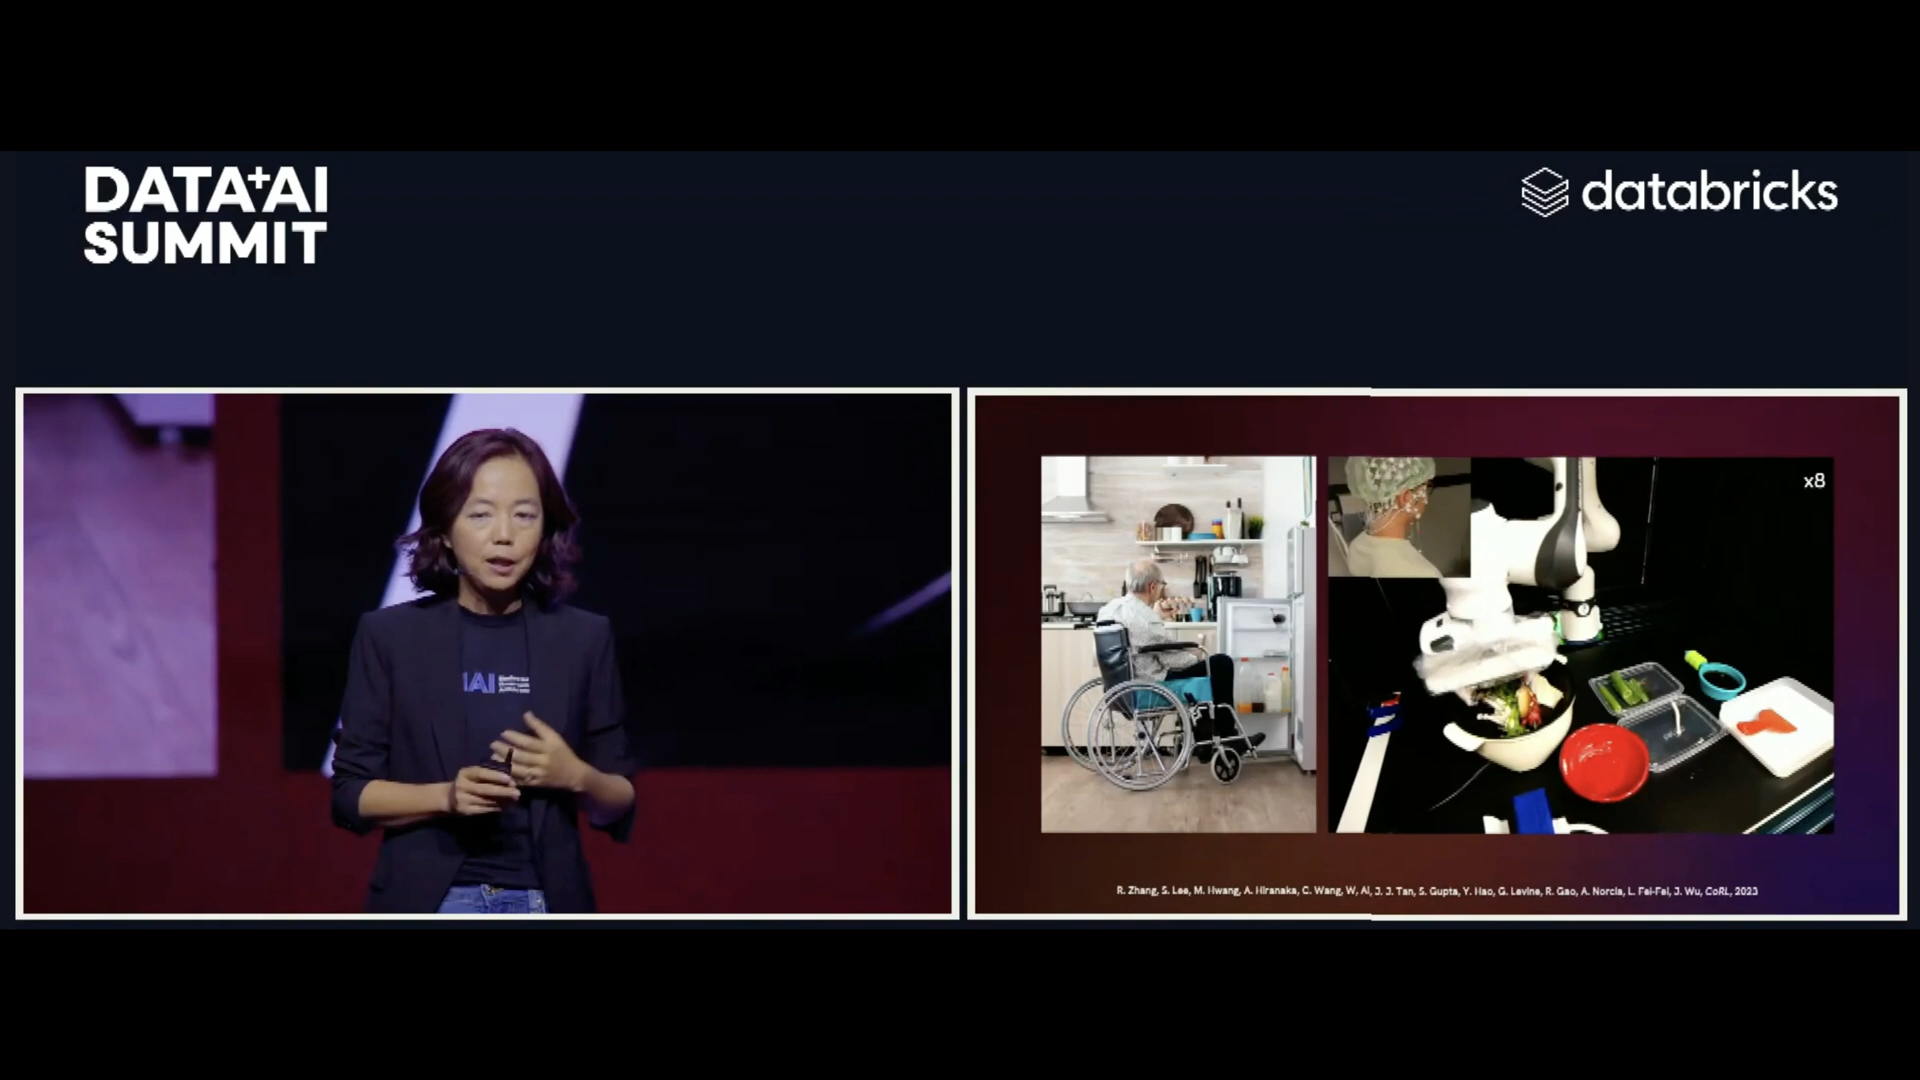 DATA+AI
SUMMIT
databricks
AI
x8
R. Zhang, S. Lee, M. Hwang, A. Hiranaka, C. Wang, W, Ai, J. J. Tan, S. Gupta, Y. Hao, G. Levine, R. Gao, A. Norcia, L. Fei-Fei, J. Wu, CoRL, 2023